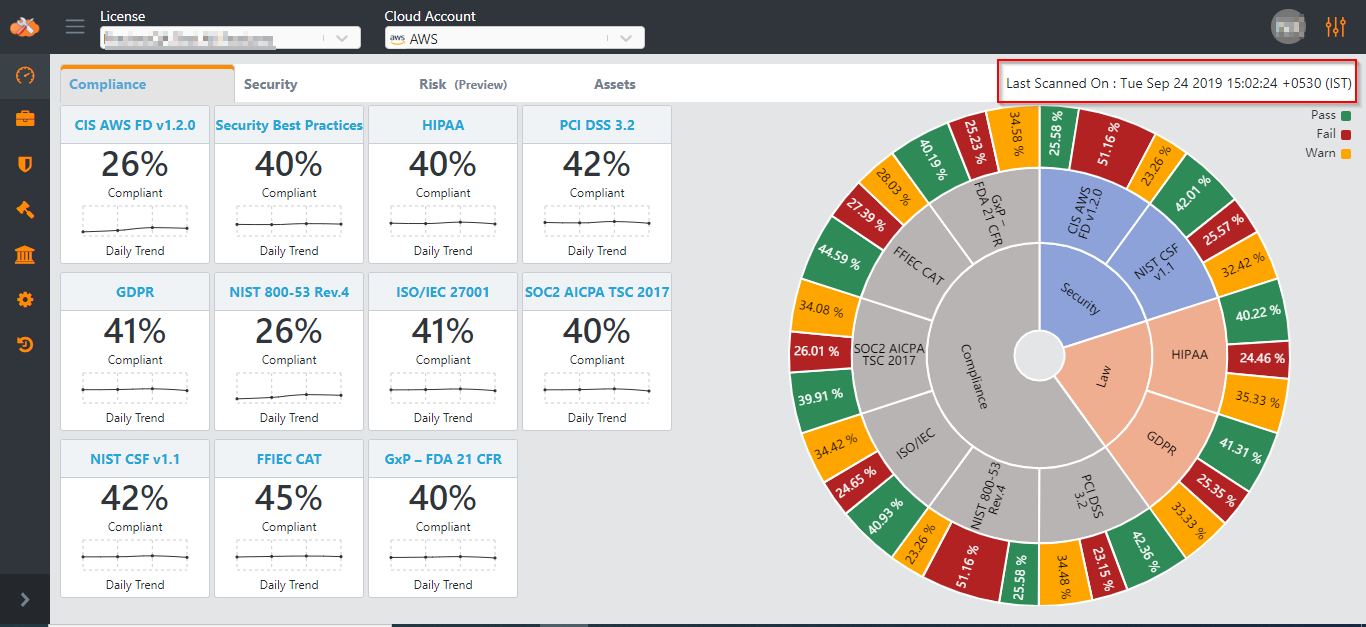 License
Cloud Account
aws AWS
Compliance
Security
Risk (Preview)
Assets
Last Scanned On : Tue Sep 24 2019 15:02:24 +0530 (IST)
CIS AWS FD v1.2.0
26%
Compliant
Daily Trend
Security Best Practices
40%
Compliant
Daily Trend
HIPAA
40%
Compliant
Daily Trend
PCI DSS 3.2
42%
Compliant
Daily Trend
GDPR
41%
Compliant
Daily Trend
NIST 800-53 Rev.4
26%
Compliant
Daily Trend
ISO/IEC 27001
41%
Compliant
Daily Trend
SOC2 AICPA TSC 2017
40%
Compliant
Daily Trend
NIST CSF v1.1
42%
Compliant
Daily Trend
FFIEC CAT
45%
Compliant
Daily Trend
GxP – FDA 21 CFR
40%
Compliant
Daily Trend
Pass
Fail
Warn
Security
Law
Compliance
CIS AWS
FD v1.2.0
25.58 %
51.16 %
23.26 %
NIST CSF
v1.1
42.01 %
25.57 %
32.42 %
HIPAA
40.22 %
24.46 %
35.33 %
GDPR
41.31 %
25.35 %
33.33 %
PCI DSS
3.2
42.36 %
23.15 %
34.48 %
NIST 800-53
Rev.4
25.58 %
51.16 %
23.26 %
ISO/IEC
40.93 %
24.65 %
34.42 %
SOC2 AICPA
TSC 2017
39.91 %
26.01 %
34.08 %
FFIEC CAT
44.59 %
27.39 %
28.03 %
GxP –
FDA 21 CFR
40.19 %
25.23 %
34.58 %